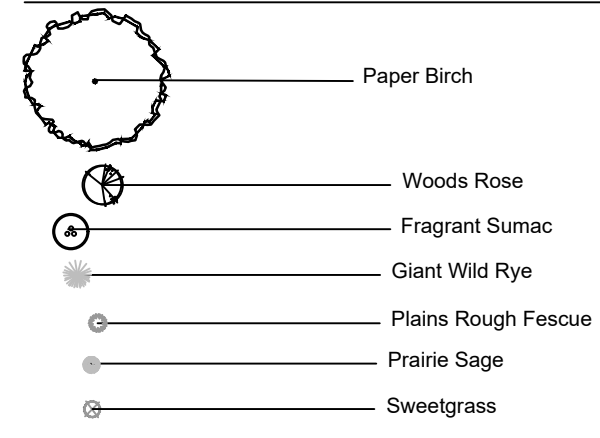 Paper Birch
Woods Rose
Fragrant Sumac
Giant Wild Rye
Plains Rough Fescue
Prairie Sage
Sweetgrass